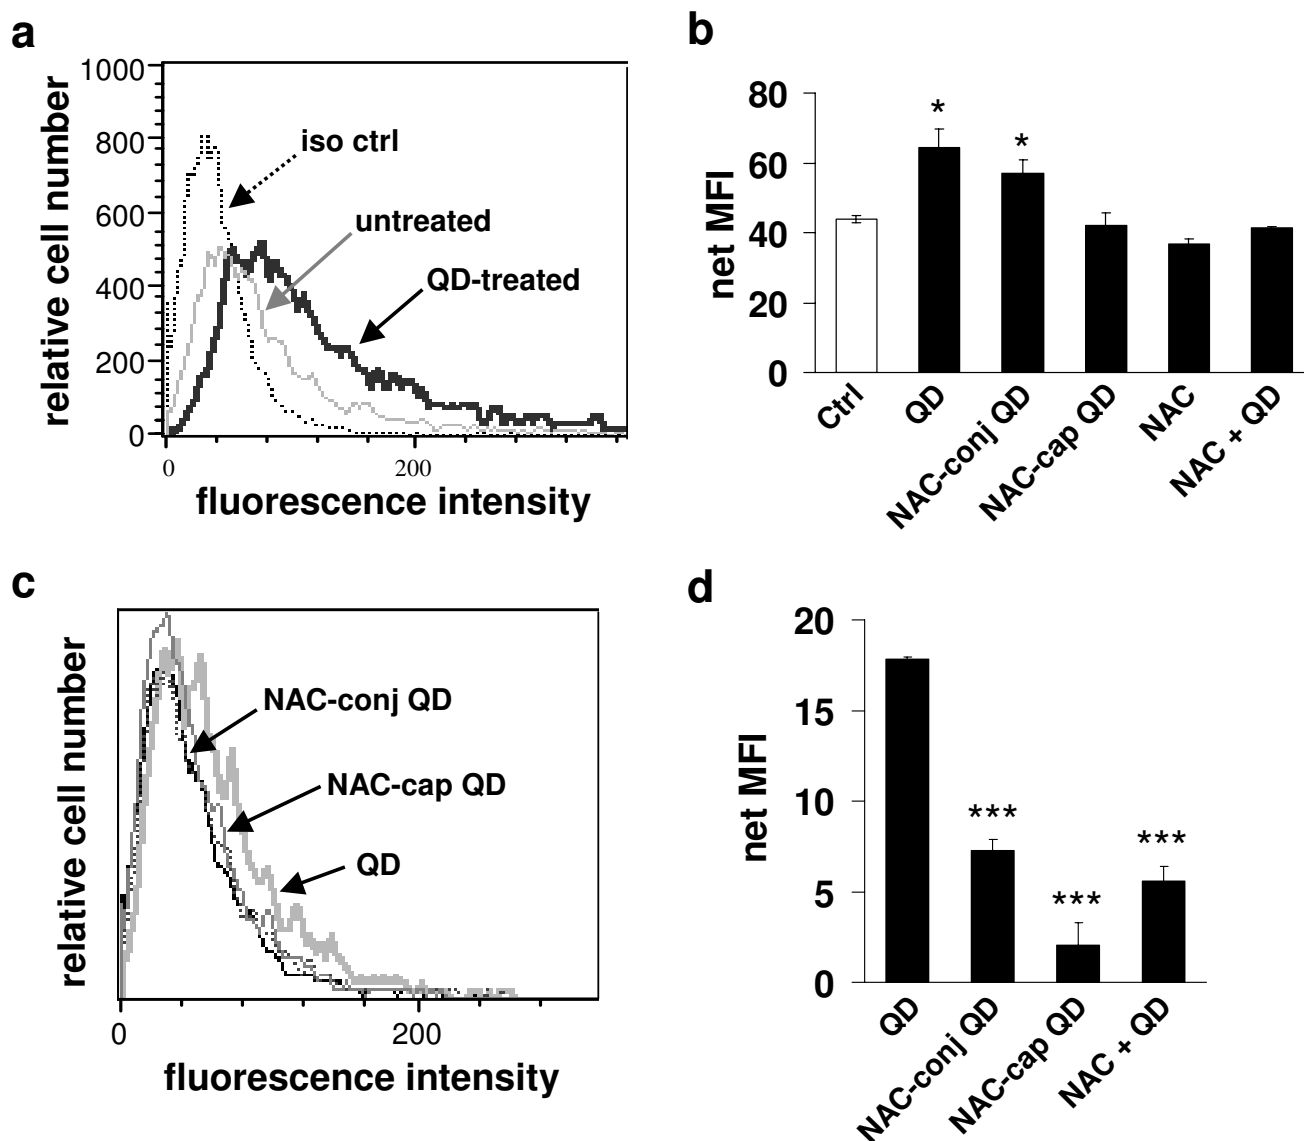 a
relative cell number
1000
800
600
400
200
0
iso ctrl
untreated
QD-treated
0
200
fluorescence intensity
b
net MFI
80
60
40
20
0
*
*
Ctrl
QD
NAC-conj QD
NAC-cap QD
NAC
NAC + QD
c
relative cell number
NAC-conj QD
NAC-cap QD
QD
0
200
fluorescence intensity
d
net MFI
20
15
10
5
0
***
***
***
QD
NAC-conj QD
NAC-cap QD
NAC + QD